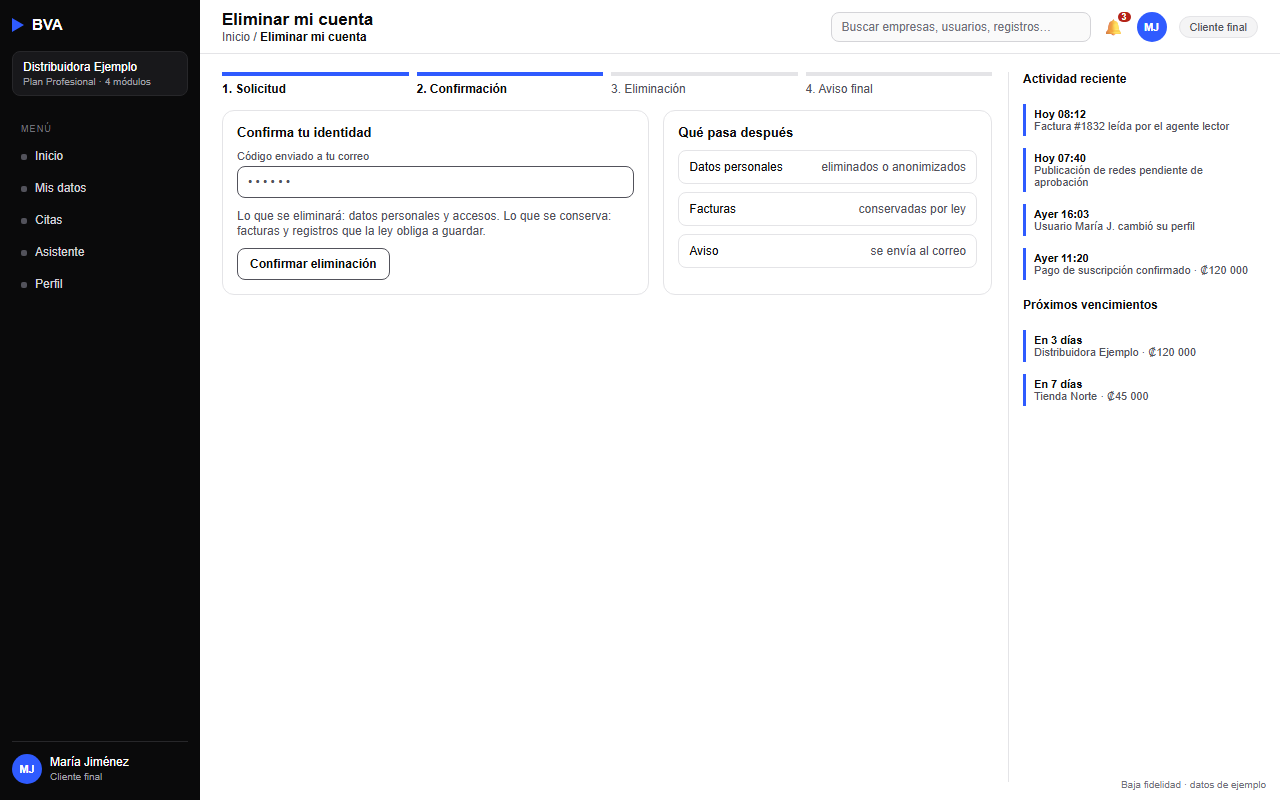 BVA
Distribuidora Ejemplo
Plan Profesional · 4 módulos
MENÚ
Inicio
Mis datos
Citas
Asistente
Perfil
MJ
María Jiménez
Cliente final
Eliminar mi cuenta
Inicio / Eliminar mi cuenta
Buscar empresas, usuarios, registros…
3
MJ
Cliente final
1. Solicitud
2. Confirmación
3. Eliminación
4. Aviso final
Confirma tu identidad
Código enviado a tu correo
••••••
Lo que se eliminará: datos personales y accesos. Lo que se conserva:
facturas y registros que la ley obliga a guardar.
Confirmar eliminación
Qué pasa después
Datos personales eliminados o anonimizados
Facturas conservadas por ley
Aviso se envía al correo
Actividad reciente
Hoy 08:12
Factura #1832 leída por el agente lector
Hoy 07:40
Publicación de redes pendiente de
aprobación
Ayer 16:03
Usuario María J. cambió su perfil
Ayer 11:20
Pago de suscripción confirmado · ₡120 000
Próximos vencimientos
En 3 días
Distribuidora Ejemplo · ₡120 000
En 7 días
Tienda Norte · ₡45 000
Baja fidelidad · datos de ejemplo